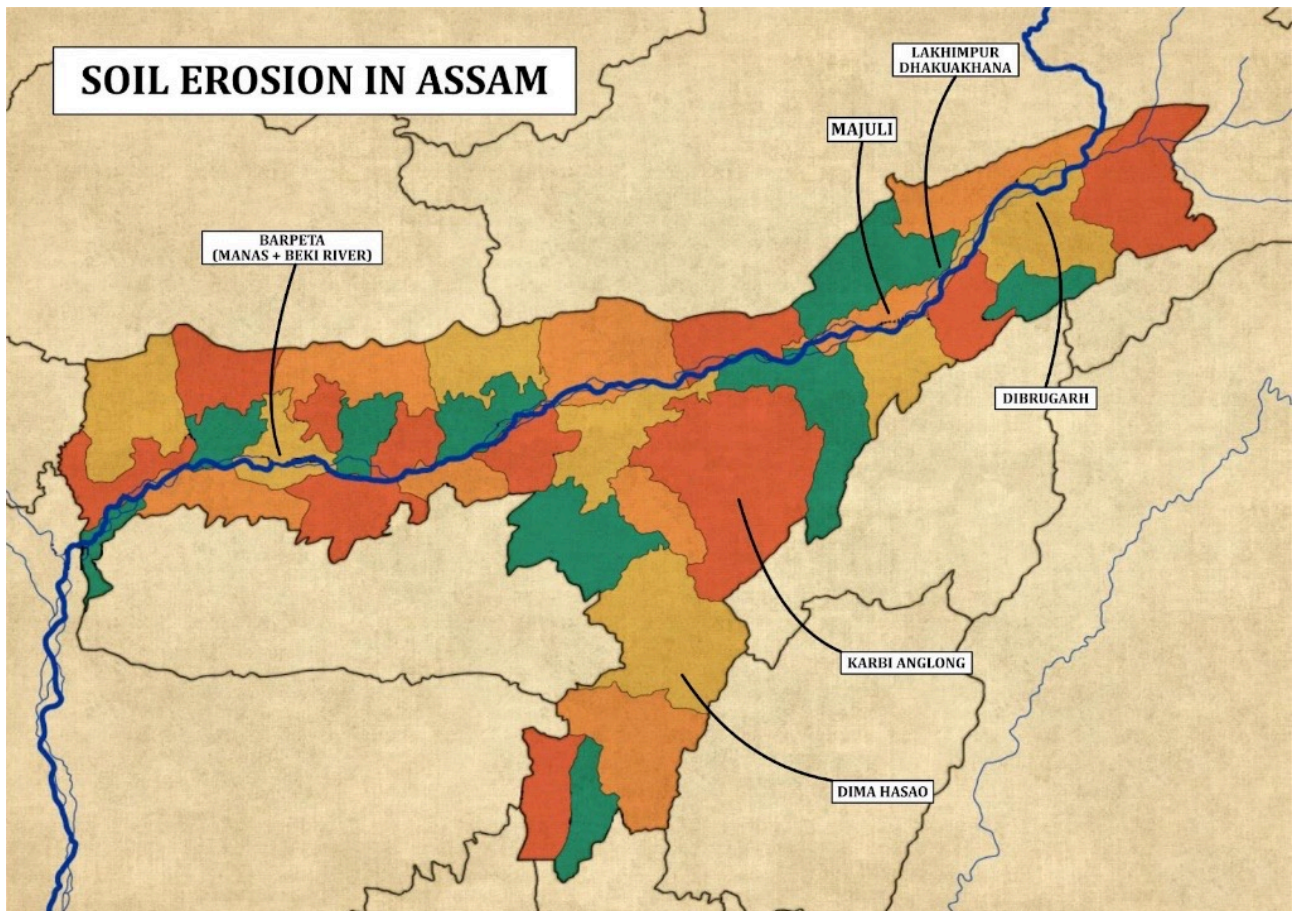 SOIL EROSION IN ASSAM
LAKHIMPUR
DHAKUAKHANA
MAJULI
BARPETA
(MANAS + BEKI RIVER)
DIBRUGARH
KARBI ANGLONG
DIMA HASAO